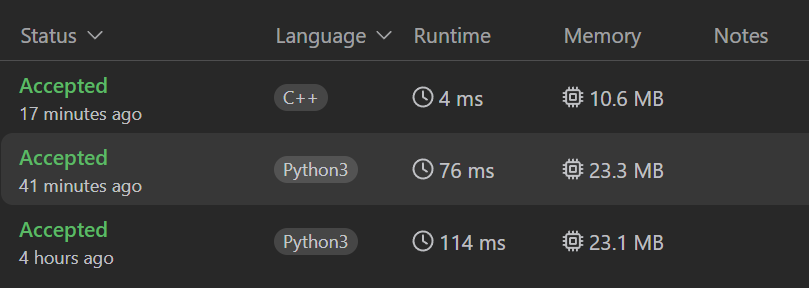 Status Language Runtime Memory Notes
Accepted
17 minutes ago
C++ 4 ms 10.6 MB
Accepted
41 minutes ago
Python3 76 ms 23.3 MB
Accepted
4 hours ago
Python3 114 ms 23.1 MB